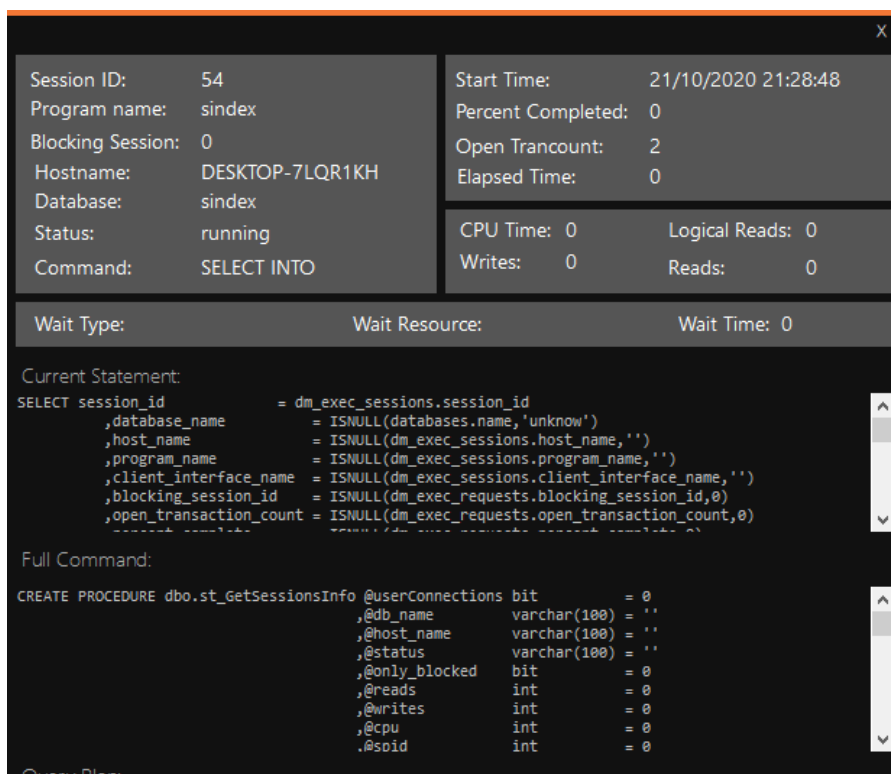 X
Session ID: 54
Program name: sindex
Blocking Session: 0
Hostname: DESKTOP-7LQR1KH
Database: sindex
Status: running
Command: SELECT INTO
Start Time: 21/10/2020 21:28:48
Percent Completed: 0
Open Trancount: 2
Elapsed Time: 0
CPU Time: 0 Logical Reads: 0
Writes: 0 Reads: 0
Wait Type: Wait Resource: Wait Time: 0
Current Statement:
SELECT session_id = dm_exec_sessions.session_id
,database_name = ISNULL(databases.name,'unknow')
,host_name = ISNULL(dm_exec_sessions.host_name,'')
,program_name = ISNULL(dm_exec_sessions.program_name,'')
,client_interface_name = ISNULL(dm_exec_sessions.client_interface_name,'')
,blocking_session_id = ISNULL(dm_exec_requests.blocking_session_id,0)
,open_transaction_count = ISNULL(dm_exec_requests.open_transaction_count,0)
Full Command:
CREATE PROCEDURE dbo.st_GetSessionsInfo @userConnections bit = 0
,@db_name varchar(100) = ''
,@host_name varchar(100) = ''
,@status varchar(100) = ''
,@only_blocked bit = 0
,@reads int = 0
,@writes int = 0
,@cpu int = 0
,@spid int = 0